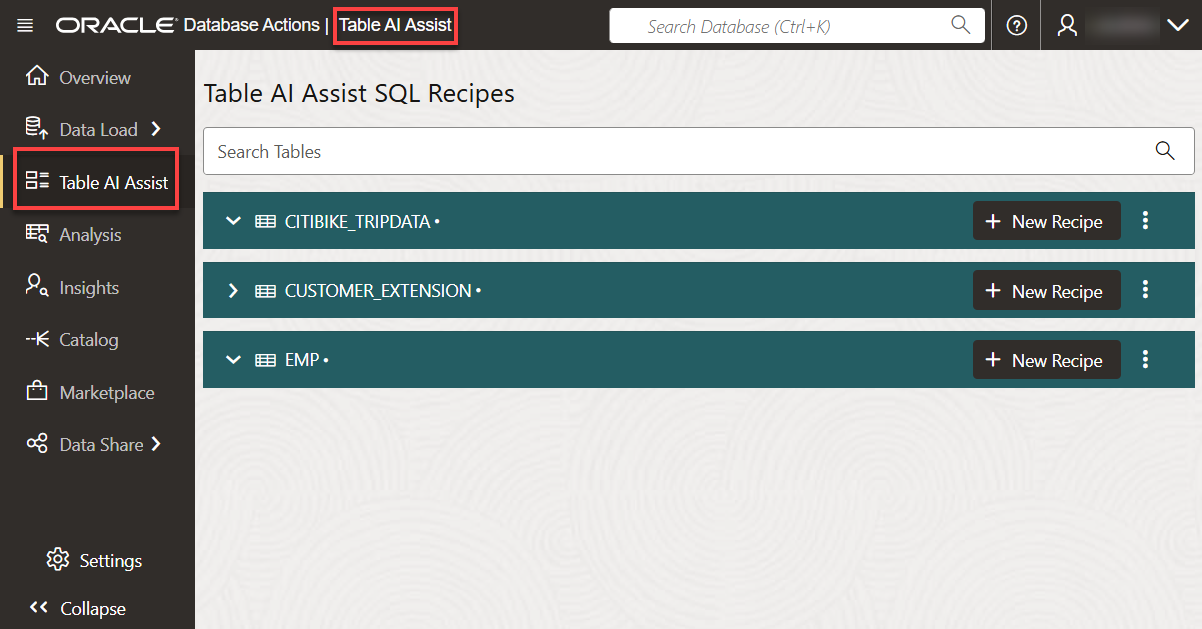 ORACLE® Database Actions | Table AI Assist
Search Database (Ctrl+K)
Overview
Data Load
Table AI Assist
Analysis
Insights
Catalog
Marketplace
Data Share
Settings
Collapse
Table AI Assist SQL Recipes
Search Tables
CITIBIKE_TRIPDATA •
+ New Recipe
CUSTOMER_EXTENSION •
+ New Recipe
EMP •
+ New Recipe